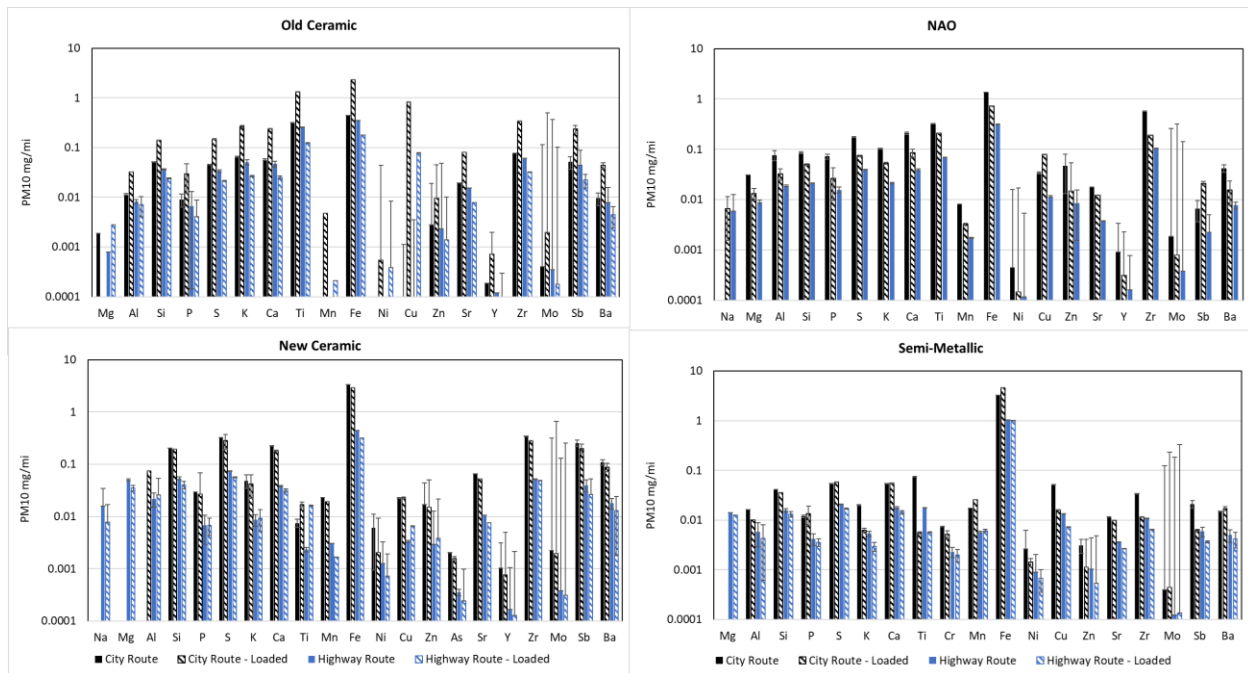 Old Ceramic
10
1
0.1
0.01
0.001
0.0001
PM10 mg/mi
Mg Al Si P S K Ca Ti Mn Fe Ni Cu Zn Sr Y Zr Mo Sb Ba
NAO
10
1
0.1
0.01
0.001
0.0001
PM10 mg/mi
Na Mg Al Si P S K Ca Ti Mn Fe Ni Cu Zn Sr Y Zr Mo Sb Ba
New Ceramic
10
1
0.1
0.01
0.001
0.0001
PM10 mg/mi
Na Mg Al Si P S K Ca Ti Mn Fe Ni Cu Zn As Sr Y Zr Mo Sb Ba
City Route City Route - Loaded Highway Route Highway Route - Loaded
Semi-Metallic
10
1
0.1
0.01
0.001
0.0001
PM10 mg/mi
Mg Al Si P S K Ca Ti Cr Mn Fe Ni Cu Zn Sr Zr Mo Sb Ba
City Route City Route - Loaded Highway Route Highway Route - Loaded